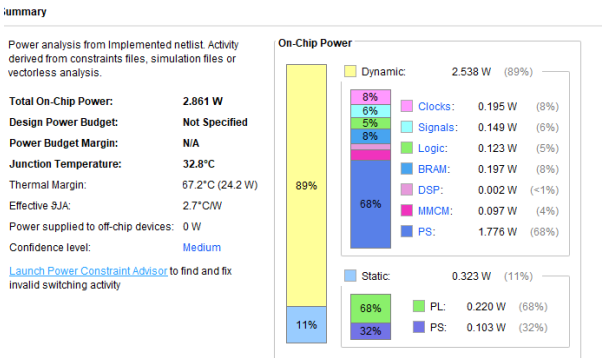 Summary
Power analysis from Implemented netlist. Activity
derived from constraints files, simulation files or
vectorless analysis.
Total On-Chip Power: 2.861 W
Design Power Budget: Not Specified
Power Budget Margin: N/A
Junction Temperature: 32.8°C
Thermal Margin: 67.2°C (24.2 W)
Effective ϑJA: 2.7°C/W
Power supplied to off-chip devices: 0 W
Confidence level: Medium
Launch Power Constraint Advisor to find and fix
invalid switching activity
On-Chip Power
89%
11%
Dynamic: 2.538 W (89%)
8%
6%
5%
8%
68%
Clocks: 0.195 W (8%)
Signals: 0.149 W (6%)
Logic: 0.123 W (5%)
BRAM: 0.197 W (8%)
DSP: 0.002 W (<1%)
MMCM: 0.097 W (4%)
PS: 1.776 W (68%)
Static: 0.323 W (11%)
68%
32%
PL: 0.220 W (68%)
PS: 0.103 W (32%)